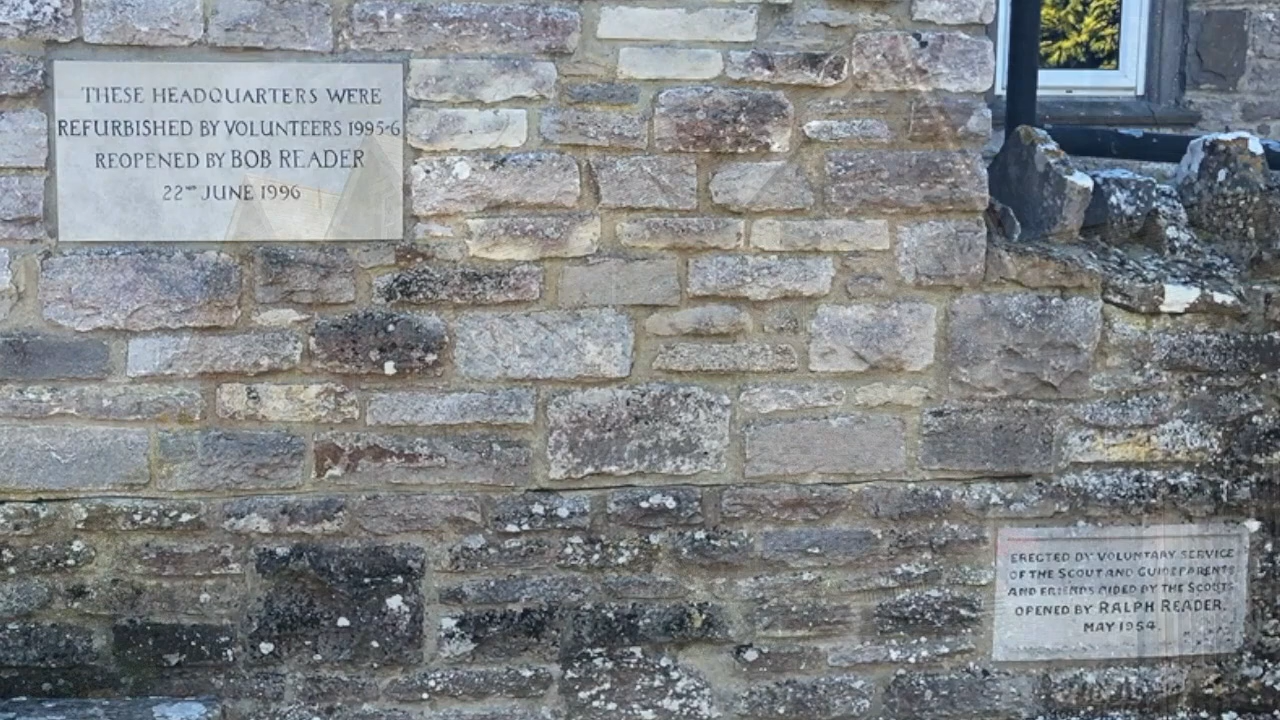 THESE HEADQUARTERS WERE
REFURBISHED BY VOLUNTEERS 1995-6
REOPENED BY BOB READER
22ND JUNE 1996
ERECTED BY VOLUNTARY SERVICE
OF THE SCOUT AND GUIDE PARENTS
AND FRIENDS AIDED BY THE SCOUTS
OPENED BY RALPH READER.
MAY 1954.